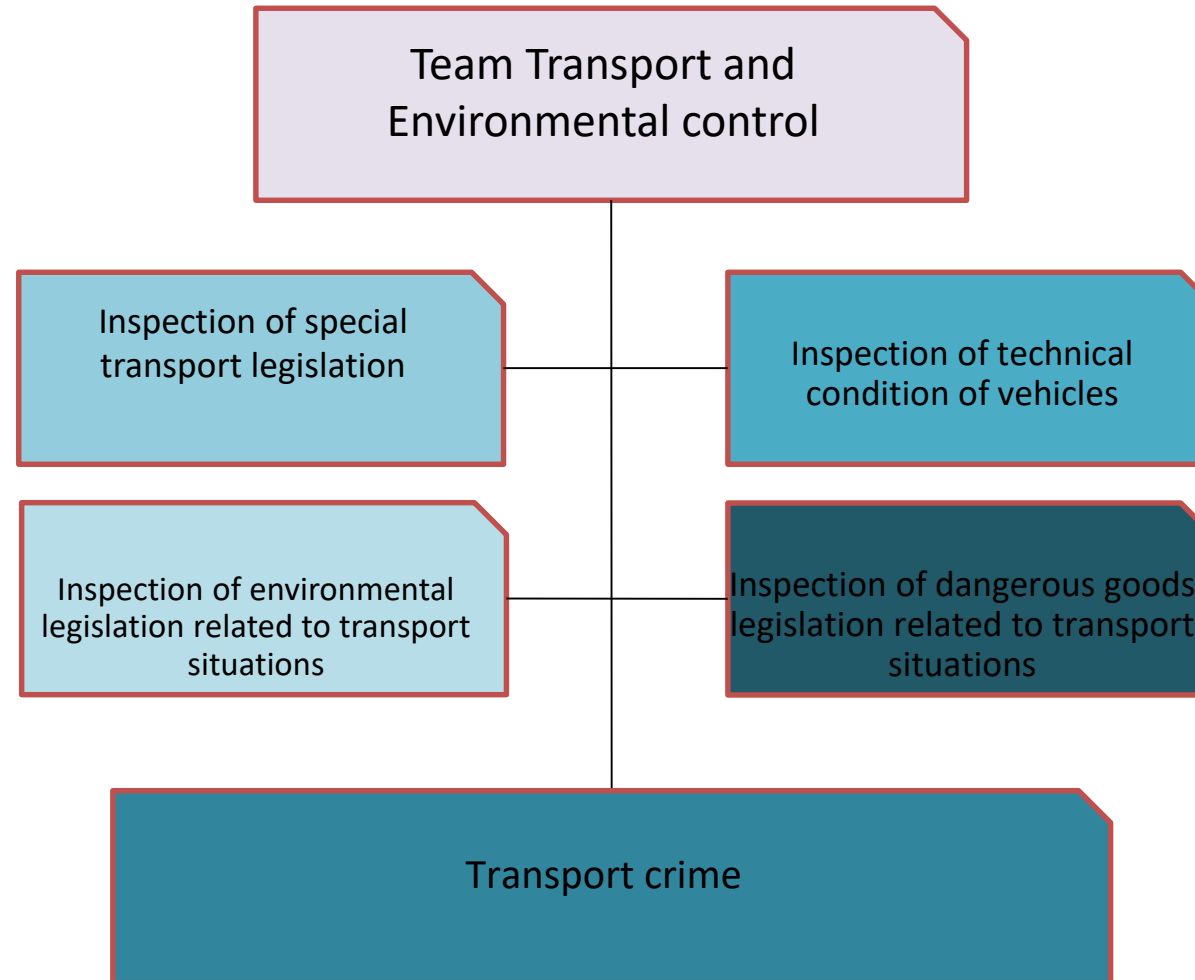 Team Transport and
Environmental control
Inspection of special
transport legislation
Inspection of technical
condition of vehicles
Inspection of environmental
legislation related to transport
situations
Inspection of dangerous goods
legislation related to transport
situations
Transport crime